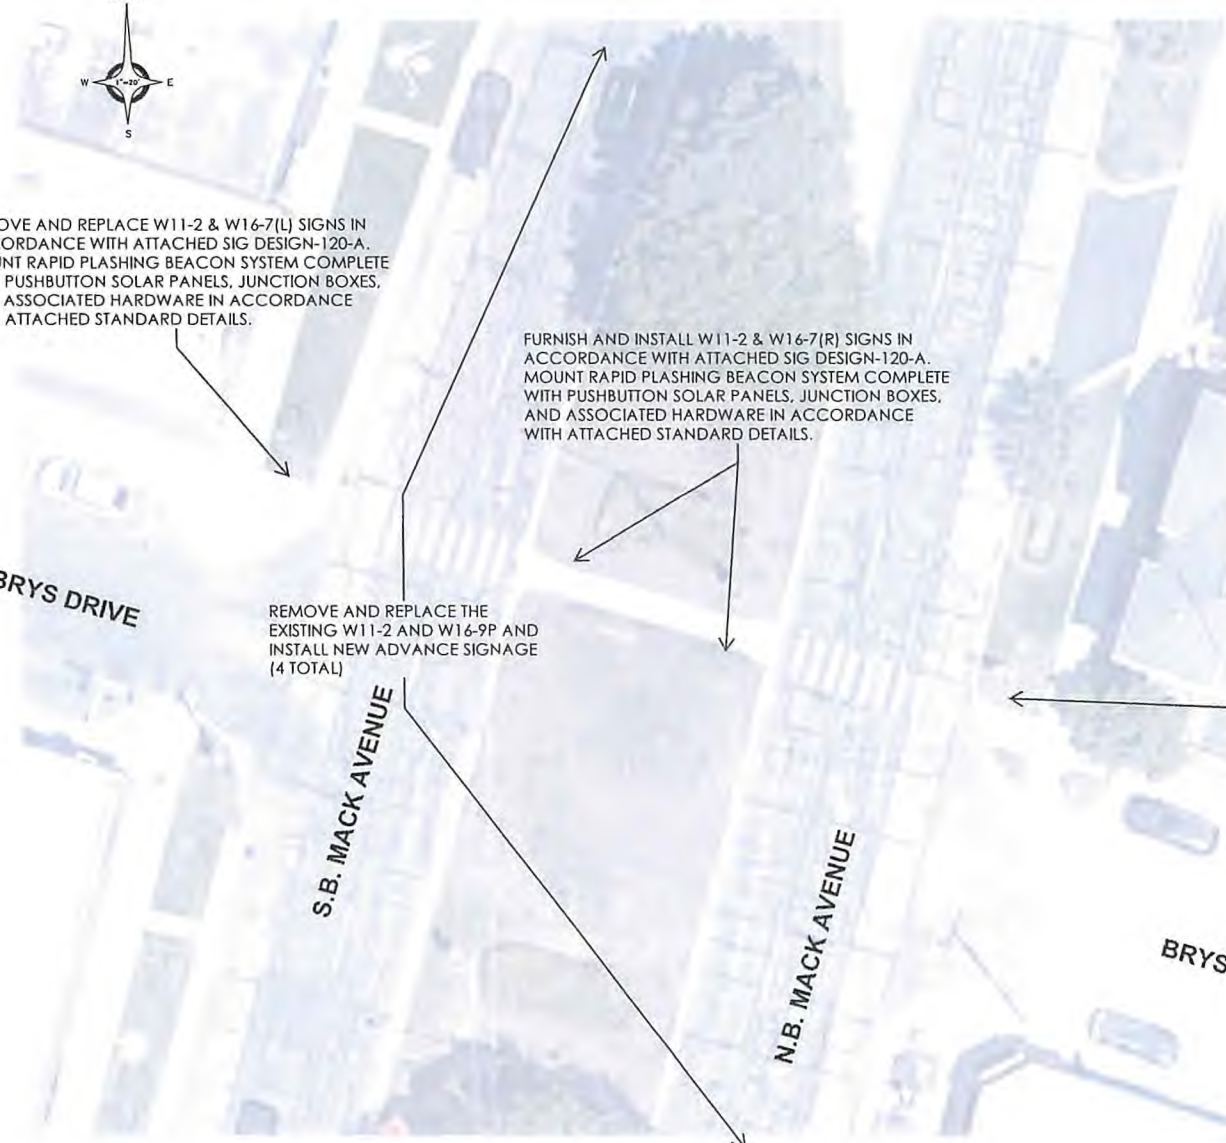 W
1"=20'
E
S
OVE AND REPLACE W11-2 & W16-7(L) SIGNS IN
ORDANCE WITH ATTACHED SIG DESIGN-120-A.
UNT RAPID PLASHING BEACON SYSTEM COMPLETE
PUSHBUTTON SOLAR PANELS, JUNCTION BOXES,
ASSOCIATED HARDWARE IN ACCORDANCE
ATTACHED STANDARD DETAILS.
FURNISH AND INSTALL W11-2 & W16-7(R) SIGNS IN
ACCORDANCE WITH ATTACHED SIG DESIGN-120-A.
MOUNT RAPID PLASHING BEACON SYSTEM COMPLETE
WITH PUSHBUTTON SOLAR PANELS, JUNCTION BOXES,
AND ASSOCIATED HARDWARE IN ACCORDANCE
WITH ATTACHED STANDARD DETAILS.
BRYS DRIVE
REMOVE AND REPLACE THE
EXISTING W11-2 AND W16-9P AND
INSTALL NEW ADVANCE SIGNAGE
(4 TOTAL)
S.B. MACK AVENUE
N.B. MACK AVENUE
BRYS